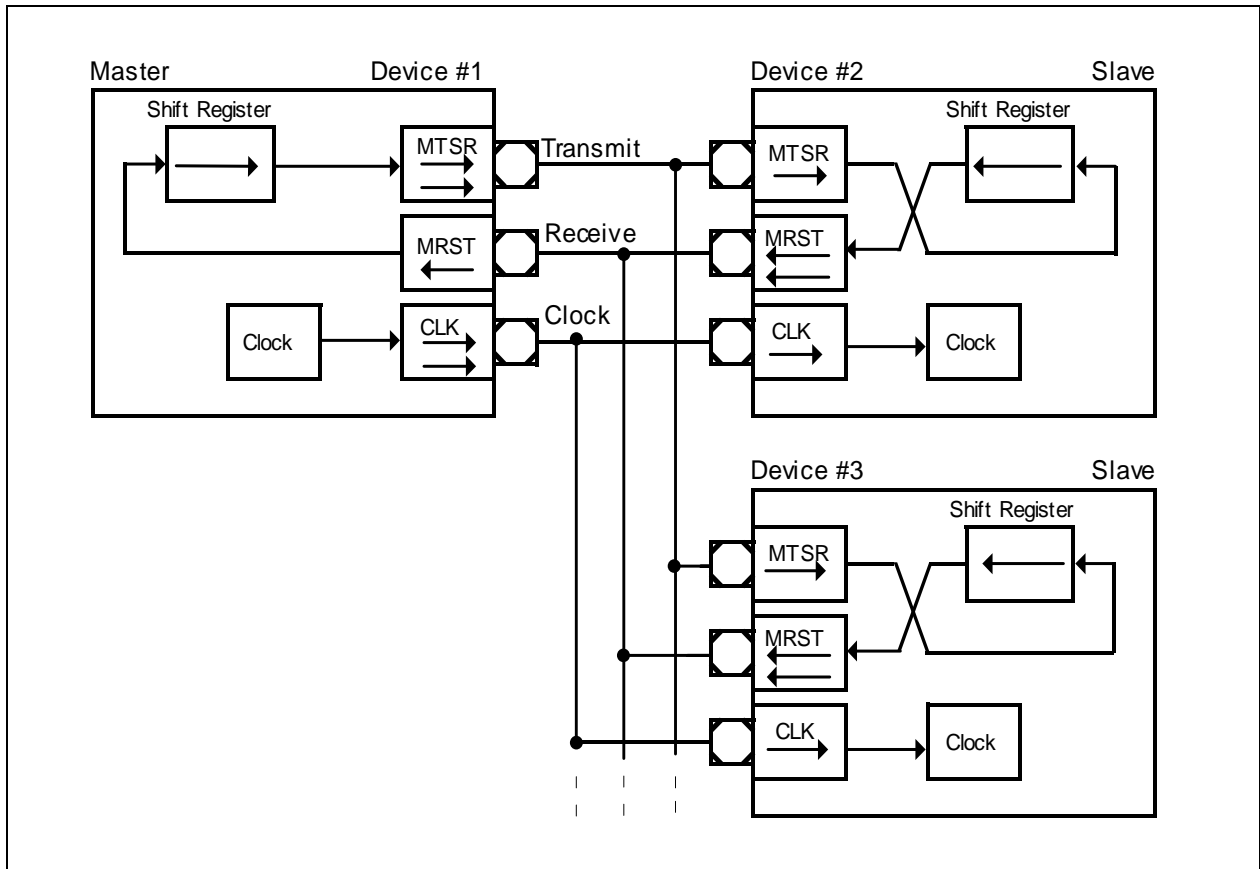 Master Device #1
Shift Register
MTSR
MRST
Clock
CLK
Transmit
Receive
Clock
Device #2 Slave
MTSR
Shift Register
MRST
CLK
Clock
Device #3 Slave
Shift Register
MTSR
MRST
CLK
Clock